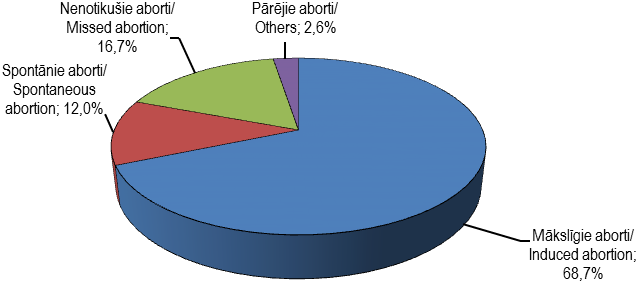 Nenotikušie aborti/
Missed abortion;
16,7%
Pārējie aborti/
Others; 2,6%
Spontānie aborti/
Spontaneous
abortion; 12,0%
Mākslīgie aborti/
Induced abortion;
68,7%